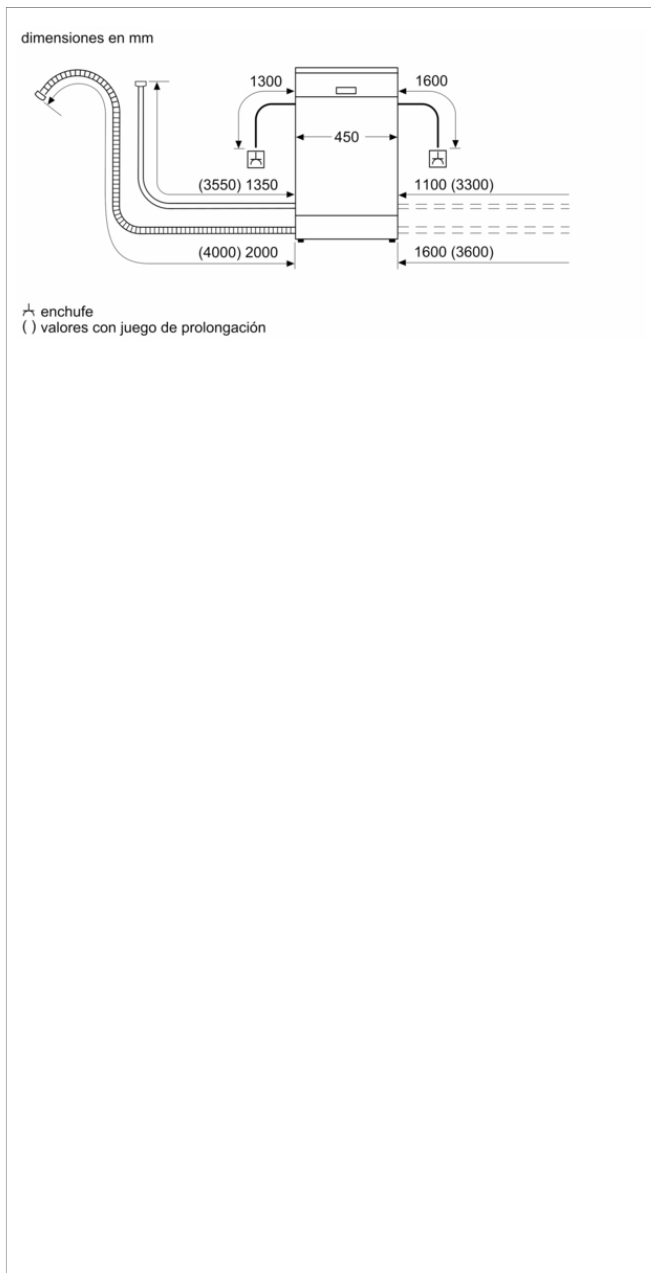 dimensiones en mm
1300
1600
450
(3550) 1350
1100 (3300)
(4000) 2000
1600 (3600)
enchufe
( ) valores con juego de prolongación